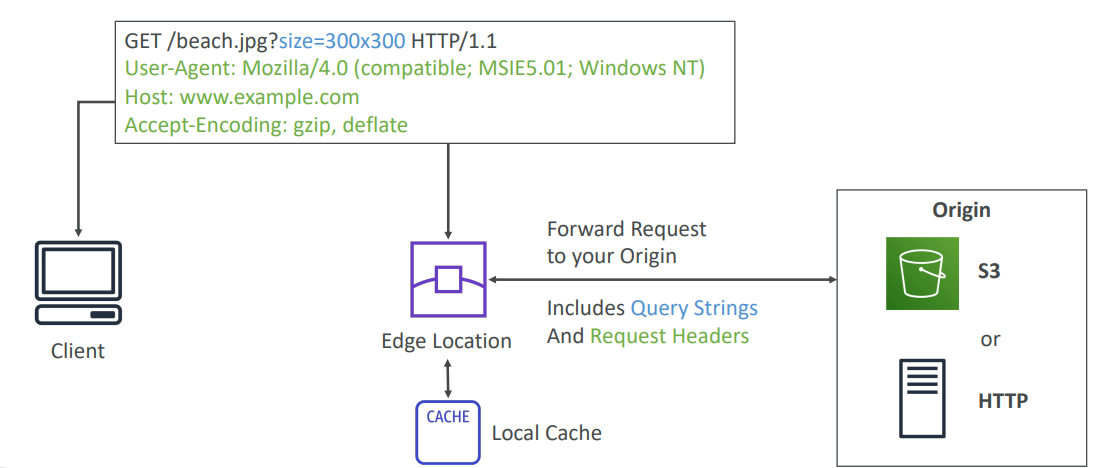 GET /beach.jpg?size=300x300 HTTP/1.1
User-Agent: Mozilla/4.0 (compatible; MSIE5.01; Windows NT)
Host: www.example.com
Accept-Encoding: gzip, deflate
Client
Edge Location
CACHE
Local Cache
Forward Request
to your Origin
Includes Query Strings
And Request Headers
Origin
S3
or
HTTP